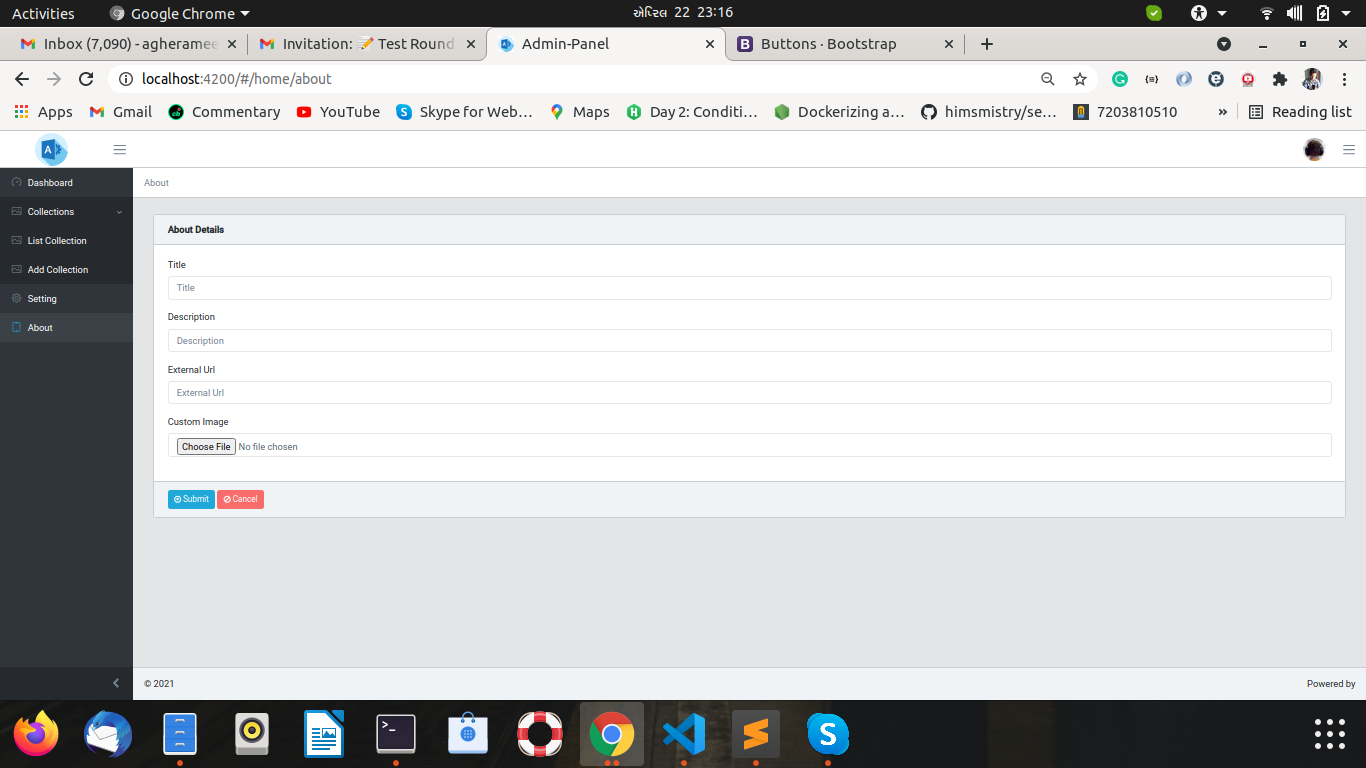 Activities
Google Chrome
એપ્રિલ 22 23:16
Inbox (7,090) - agheramee
Invitation: 📝 Test Round
Admin-Panel
Buttons · Bootstrap
localhost:4200/#/home/about
Apps
Gmail
Commentary
YouTube
Skype for Web...
Maps
Day 2: Conditi...
Dockerizing a...
himsmistry/se...
7203810510
»
Reading list
A
Dashboard
About
Collections
List Collection
Add Collection
Setting
About
About Details
Title
Title
Description
Description
External Url
External Url
Custom Image
Choose File No file chosen
Submit Cancel
© 2021
Powered by